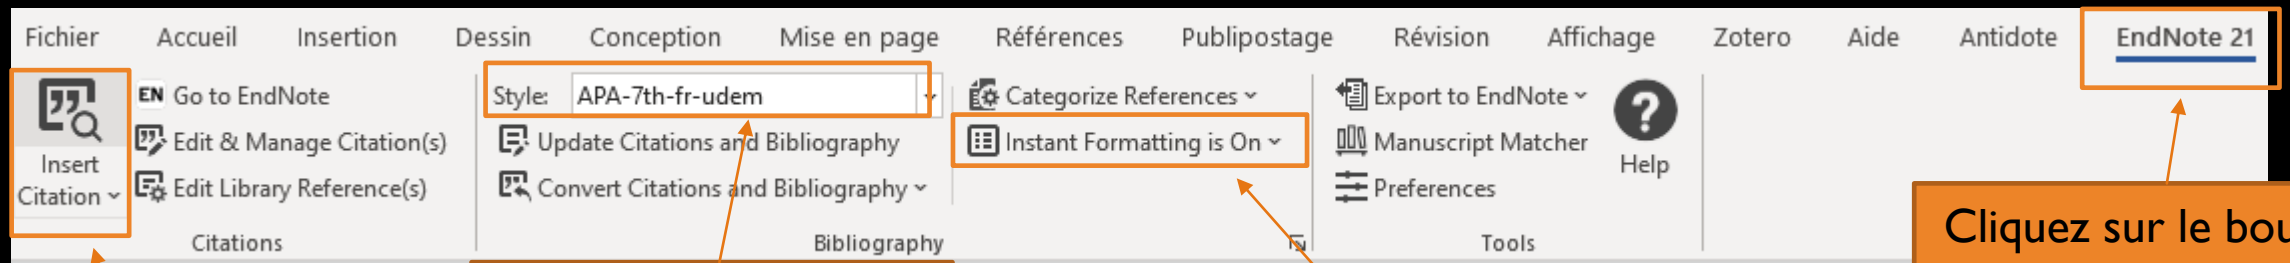 Fichier Accueil Insertion Dessin Conception Mise en page Références Publipostage Révision Affichage Zotero Aide Antidote EndNote 21
Insert
Citation
EN Go to EndNote
Edit & Manage Citation(s)
Edit Library Reference(s)
Citations
Style: APA-7th-fr-udem
Update Citations and Bibliography
Convert Citations and Bibliography
Categorize References
Instant Formatting is On
Bibliography
Export to EndNote
Manuscript Matcher
Preferences
Help
Tools
Cliquez sur le bou